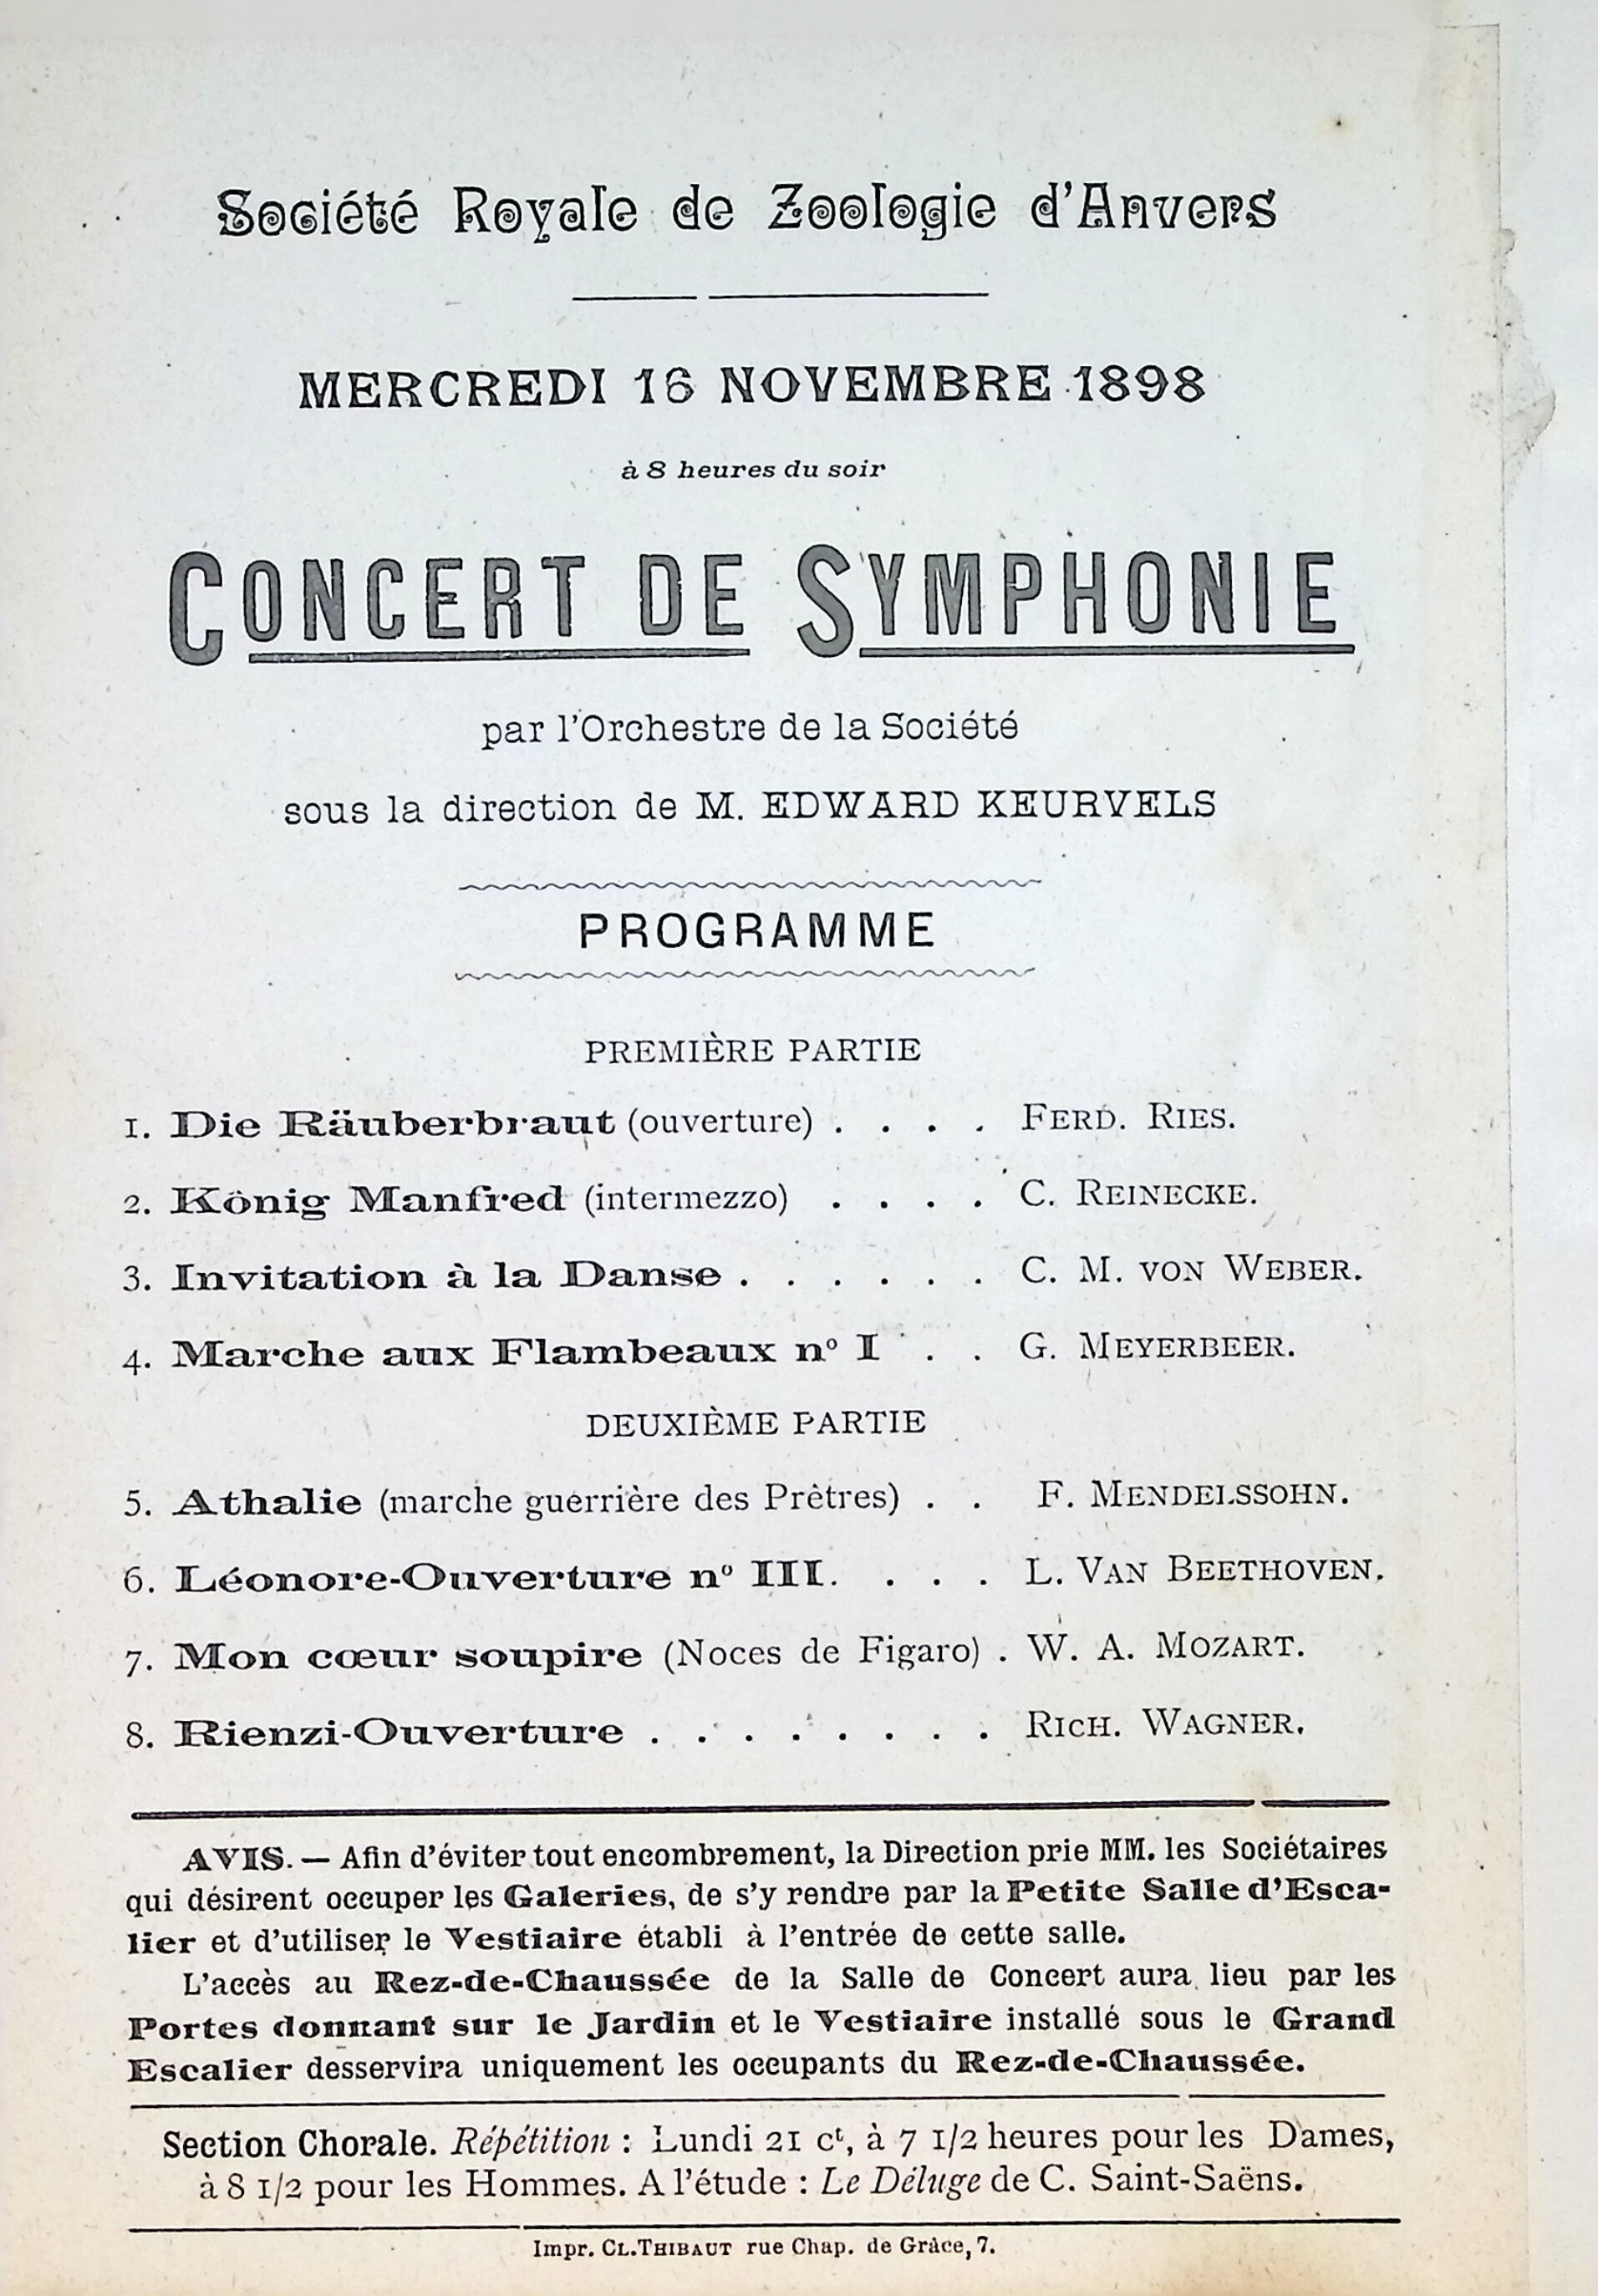 Société Royale de Zoologie d'Anvers
MERCREDI 16 NOVEMBRE 1898
à 8 heures du soir
CONCERT DE SYMPHONIE
par l'Orchestre de la Société
sous la direction de M. EDWARD KEURVELS
PROGRAMME
PREMIÈRE PARTIE
1. Die Räuberbraut (ouverture) . . . . FERD. RIES.
2. König Manfred (intermezzo) . . . . C. REINECKE.
3. Invitation à la Danse . . . . . . C. M. VON WEBER.
4. Marche aux Flambeaux nº I . . G. MEYERBEER.
DEUXIÈME PARTIE
5. Athalie (marche guerrière des Prêtres) . . F. MENDELSSOHN.
6. Léonore-Ouverture nº III. . . . L. VAN BEETHOVEN.
7. Mon cœur soupire (Noces de Figaro) . W. A. MOZART.
8. Rienzi-Ouverture . . . . . . . . RICH. WAGNER.
AVIS. — Afin d'éviter tout encombrement, la Direction prie MM. les Sociétaires
qui désirent occuper les Galeries, de s'y rendre par la Petite Salle d'Esca-
lier et d'utiliser le Vestiaire établi à l'entrée de cette salle.
L'accès au Rez-de-Chaussée de la Salle de Concert aura lieu par les
Portes donnant sur le Jardin et le Vestiaire installé sous le Grand
Escalier desservira uniquement les occupants du Rez-de-Chaussée.
Section Chorale. Répétition : Lundi 21 cᵗ, à 7 1/2 heures pour les Dames,
à 8 1/2 pour les Hommes. A l'étude : Le Déluge de C. Saint-Saëns.
Impr. CL.THIBAUT rue Chap. de Grâce, 7.